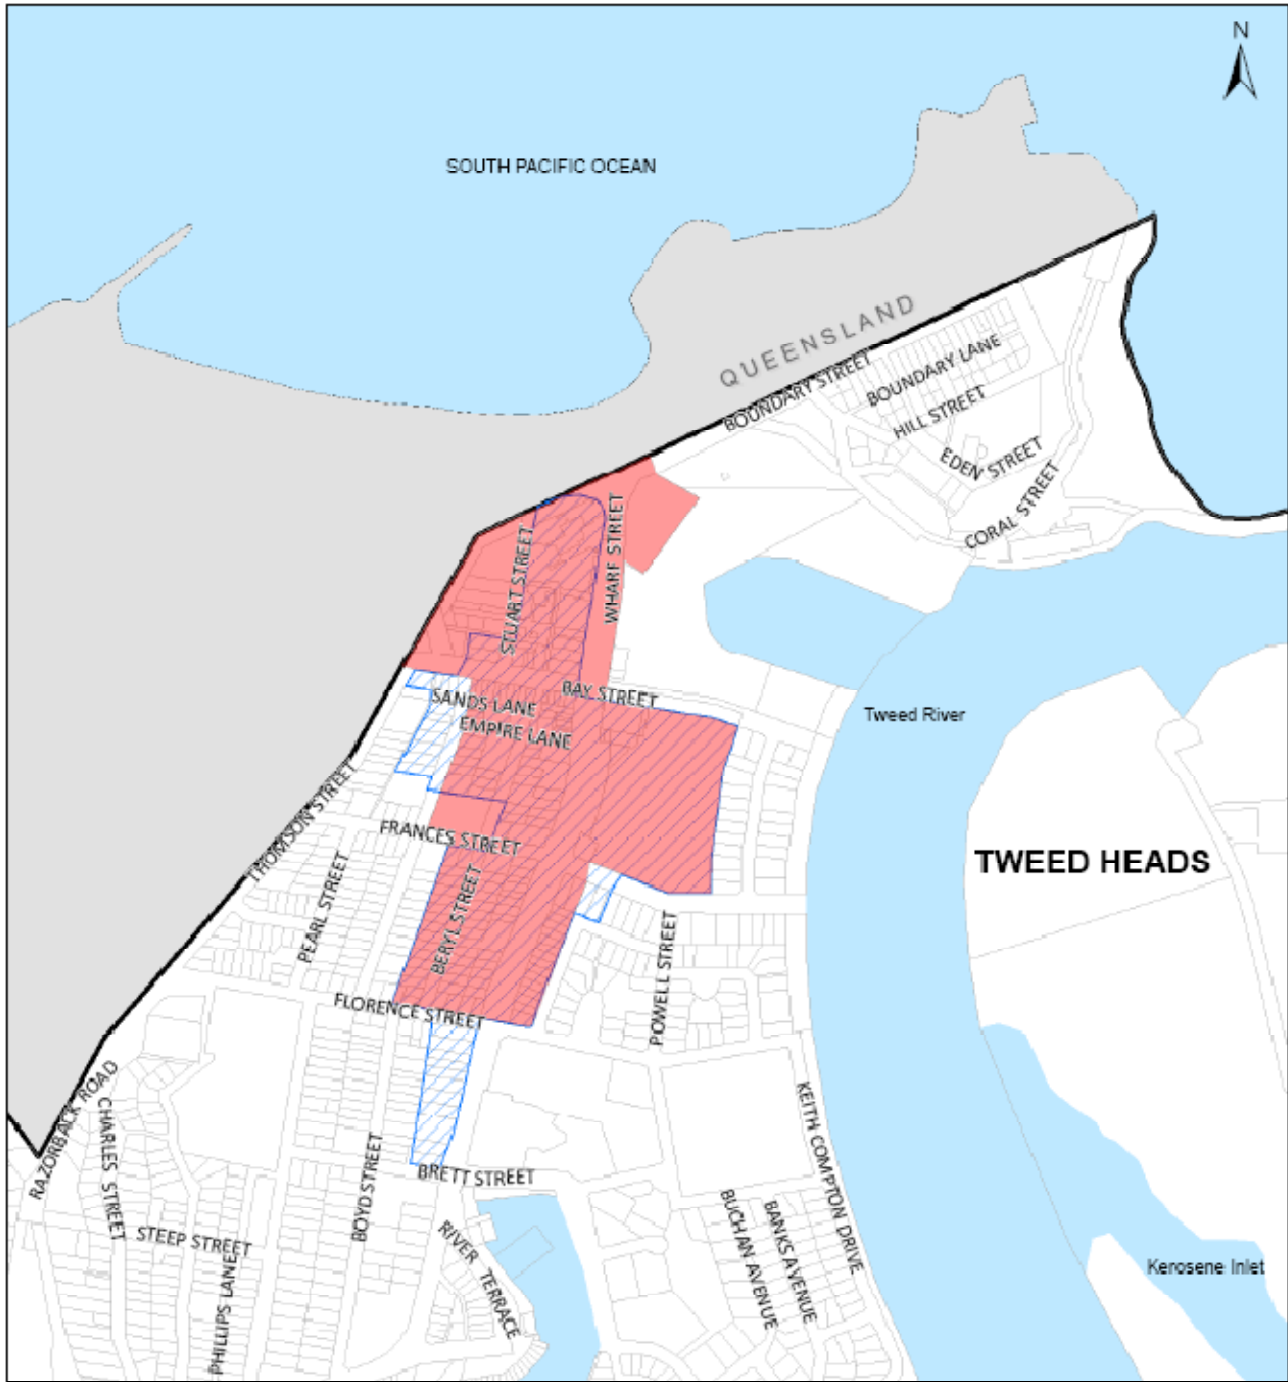 N
SOUTH PACIFIC OCEAN
QUEENSLAND
BOUNDARY STREET
BOUNDARY LANE
HILL STREET
EDEN STREET
CORAL STREET
STUART STREET
WHARF STREET
BAY STREET
SANDS LANE
EMPIRE LANE
Tweed River
THOMSON STREET
FRANCES STREET
TWEED HEADS
PEARL STREET
BERYL STREET
POWELL STREET
FLORENCE STREET
RAZORBACK ROAD
CHARLES STREET
KEITH COMPTON DRIVE
BOYD STREET
BRETT STREET
BUCHAN AVENUE
BANKS AVENUE
STEEP STREET
RIVER TERRACE
PHILLIPS LANE
Kerosene Inlet